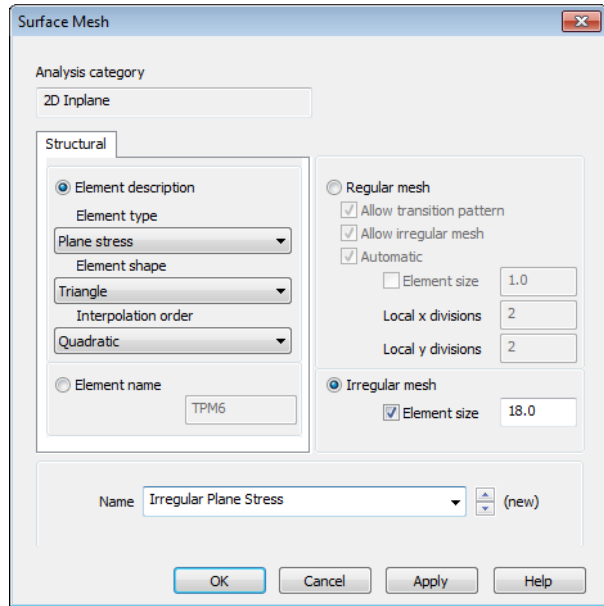 Surface Mesh
Analysis category
2D Inplane
Structural
Element description
Element type
Plane stress
Element shape
Triangle
Interpolation order
Quadratic
Element name
TPM6
Regular mesh
Allow transition pattern
Allow irregular mesh
Automatic
Element size 1.0
Local x divisions 2
Local y divisions 2
Irregular mesh
Element size 18.0
Name Irregular Plane Stress (new)
OK Cancel Apply Help